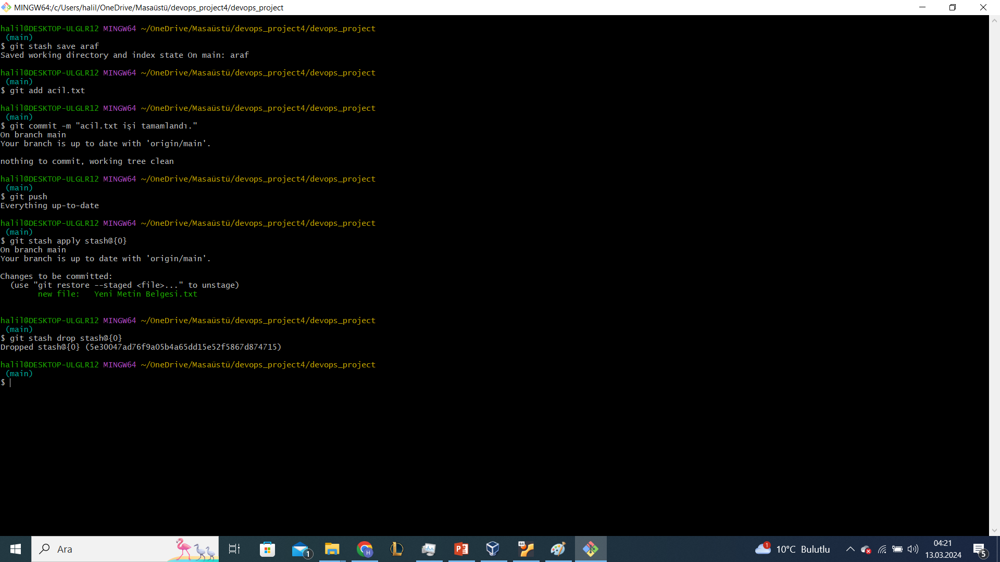 MINGW64:/c/Users/halil/OneDrive/Masaüstü/devops_project4/devops_project
halil@DESKTOP-ULGLR12 MINGW64 ~/OneDrive/Masaüstü/devops_project4/devops_project
(main)
$ git stash save araf
Saved working directory and index state On main: araf
halil@DESKTOP-ULGLR12 MINGW64 ~/OneDrive/Masaüstü/devops_project4/devops_project
(main)
$ git add acil.txt
halil@DESKTOP-ULGLR12 MINGW64 ~/OneDrive/Masaüstü/devops_project4/devops_project
(main)
$ git commit -m "acil.txt işi tamamlandı."
On branch main
Your branch is up to date with 'origin/main'.
nothing to commit, working tree clean
halil@DESKTOP-ULGLR12 MINGW64 ~/OneDrive/Masaüstü/devops_project4/devops_project
(main)
$ git push
Everything up-to-date
halil@DESKTOP-ULGLR12 MINGW64 ~/OneDrive/Masaüstü/devops_project4/devops_project
(main)
$ git stash apply stash@{0}
On branch main
Your branch is up to date with 'origin/main'.
Changes to be committed:
(use "git restore --staged <file>..." to unstage)
new file:   Yeni Metin Belgesi.txt
halil@DESKTOP-ULGLR12 MINGW64 ~/OneDrive/Masaüstü/devops_project4/devops_project
(main)
$ git stash drop stash@{0}
Dropped stash@{0} (5e30047ad76f9a05b4a65dd15e52f5867d874715)
halil@DESKTOP-ULGLR12 MINGW64 ~/OneDrive/Masaüstü/devops_project4/devops_project
(main)
$
Ara
1
H
L
P
64
1
10°C Bulutlu
04:21
13.03.2024
5